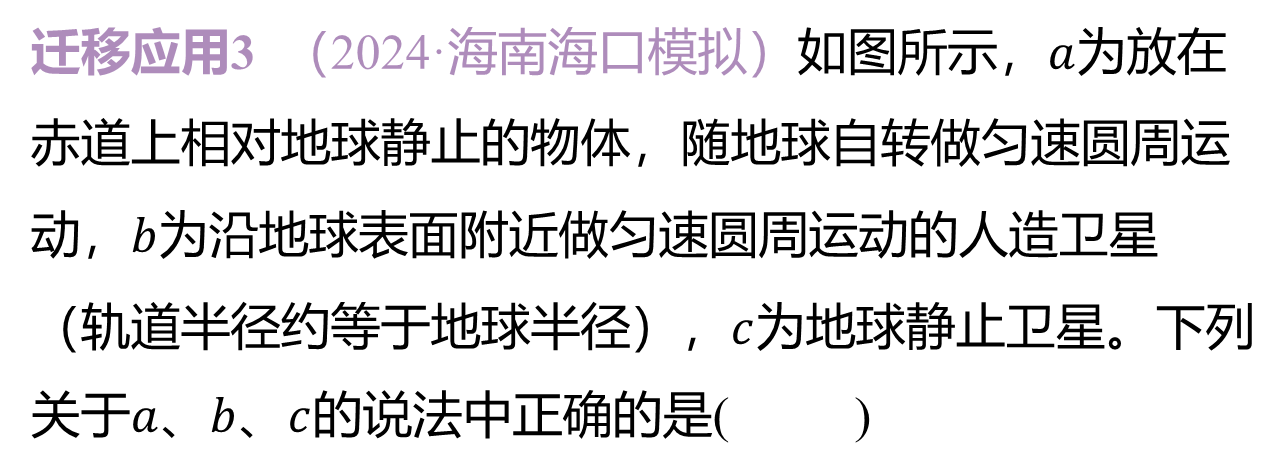 迁移应用3 （2024·海南海口模拟）如图所示，a为放在
赤道上相对地球静止的物体，随地球自转做匀速圆周运
动，b为沿地球表面附近做匀速圆周运动的人造卫星
（轨道半径约等于地球半径），c为地球静止卫星。下列
关于a、b、c的说法中正确的是(　　)